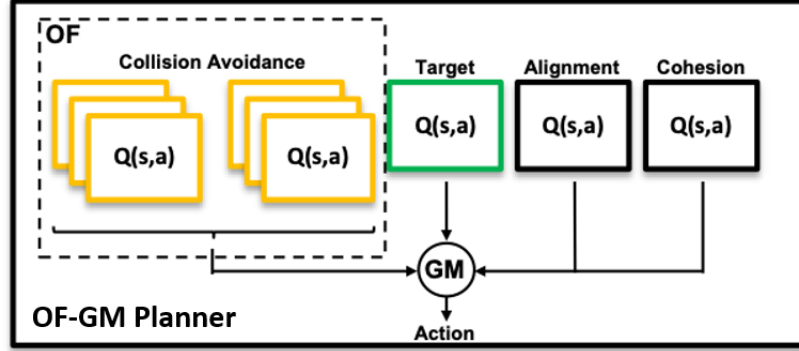 OF
Collision Avoidance
Target
Alignment
Cohesion
Q(s,a)
Q(s,a)
Q(s,a)
Q(s,a)
Q(s,a)
GM
OF-GM Planner
Action